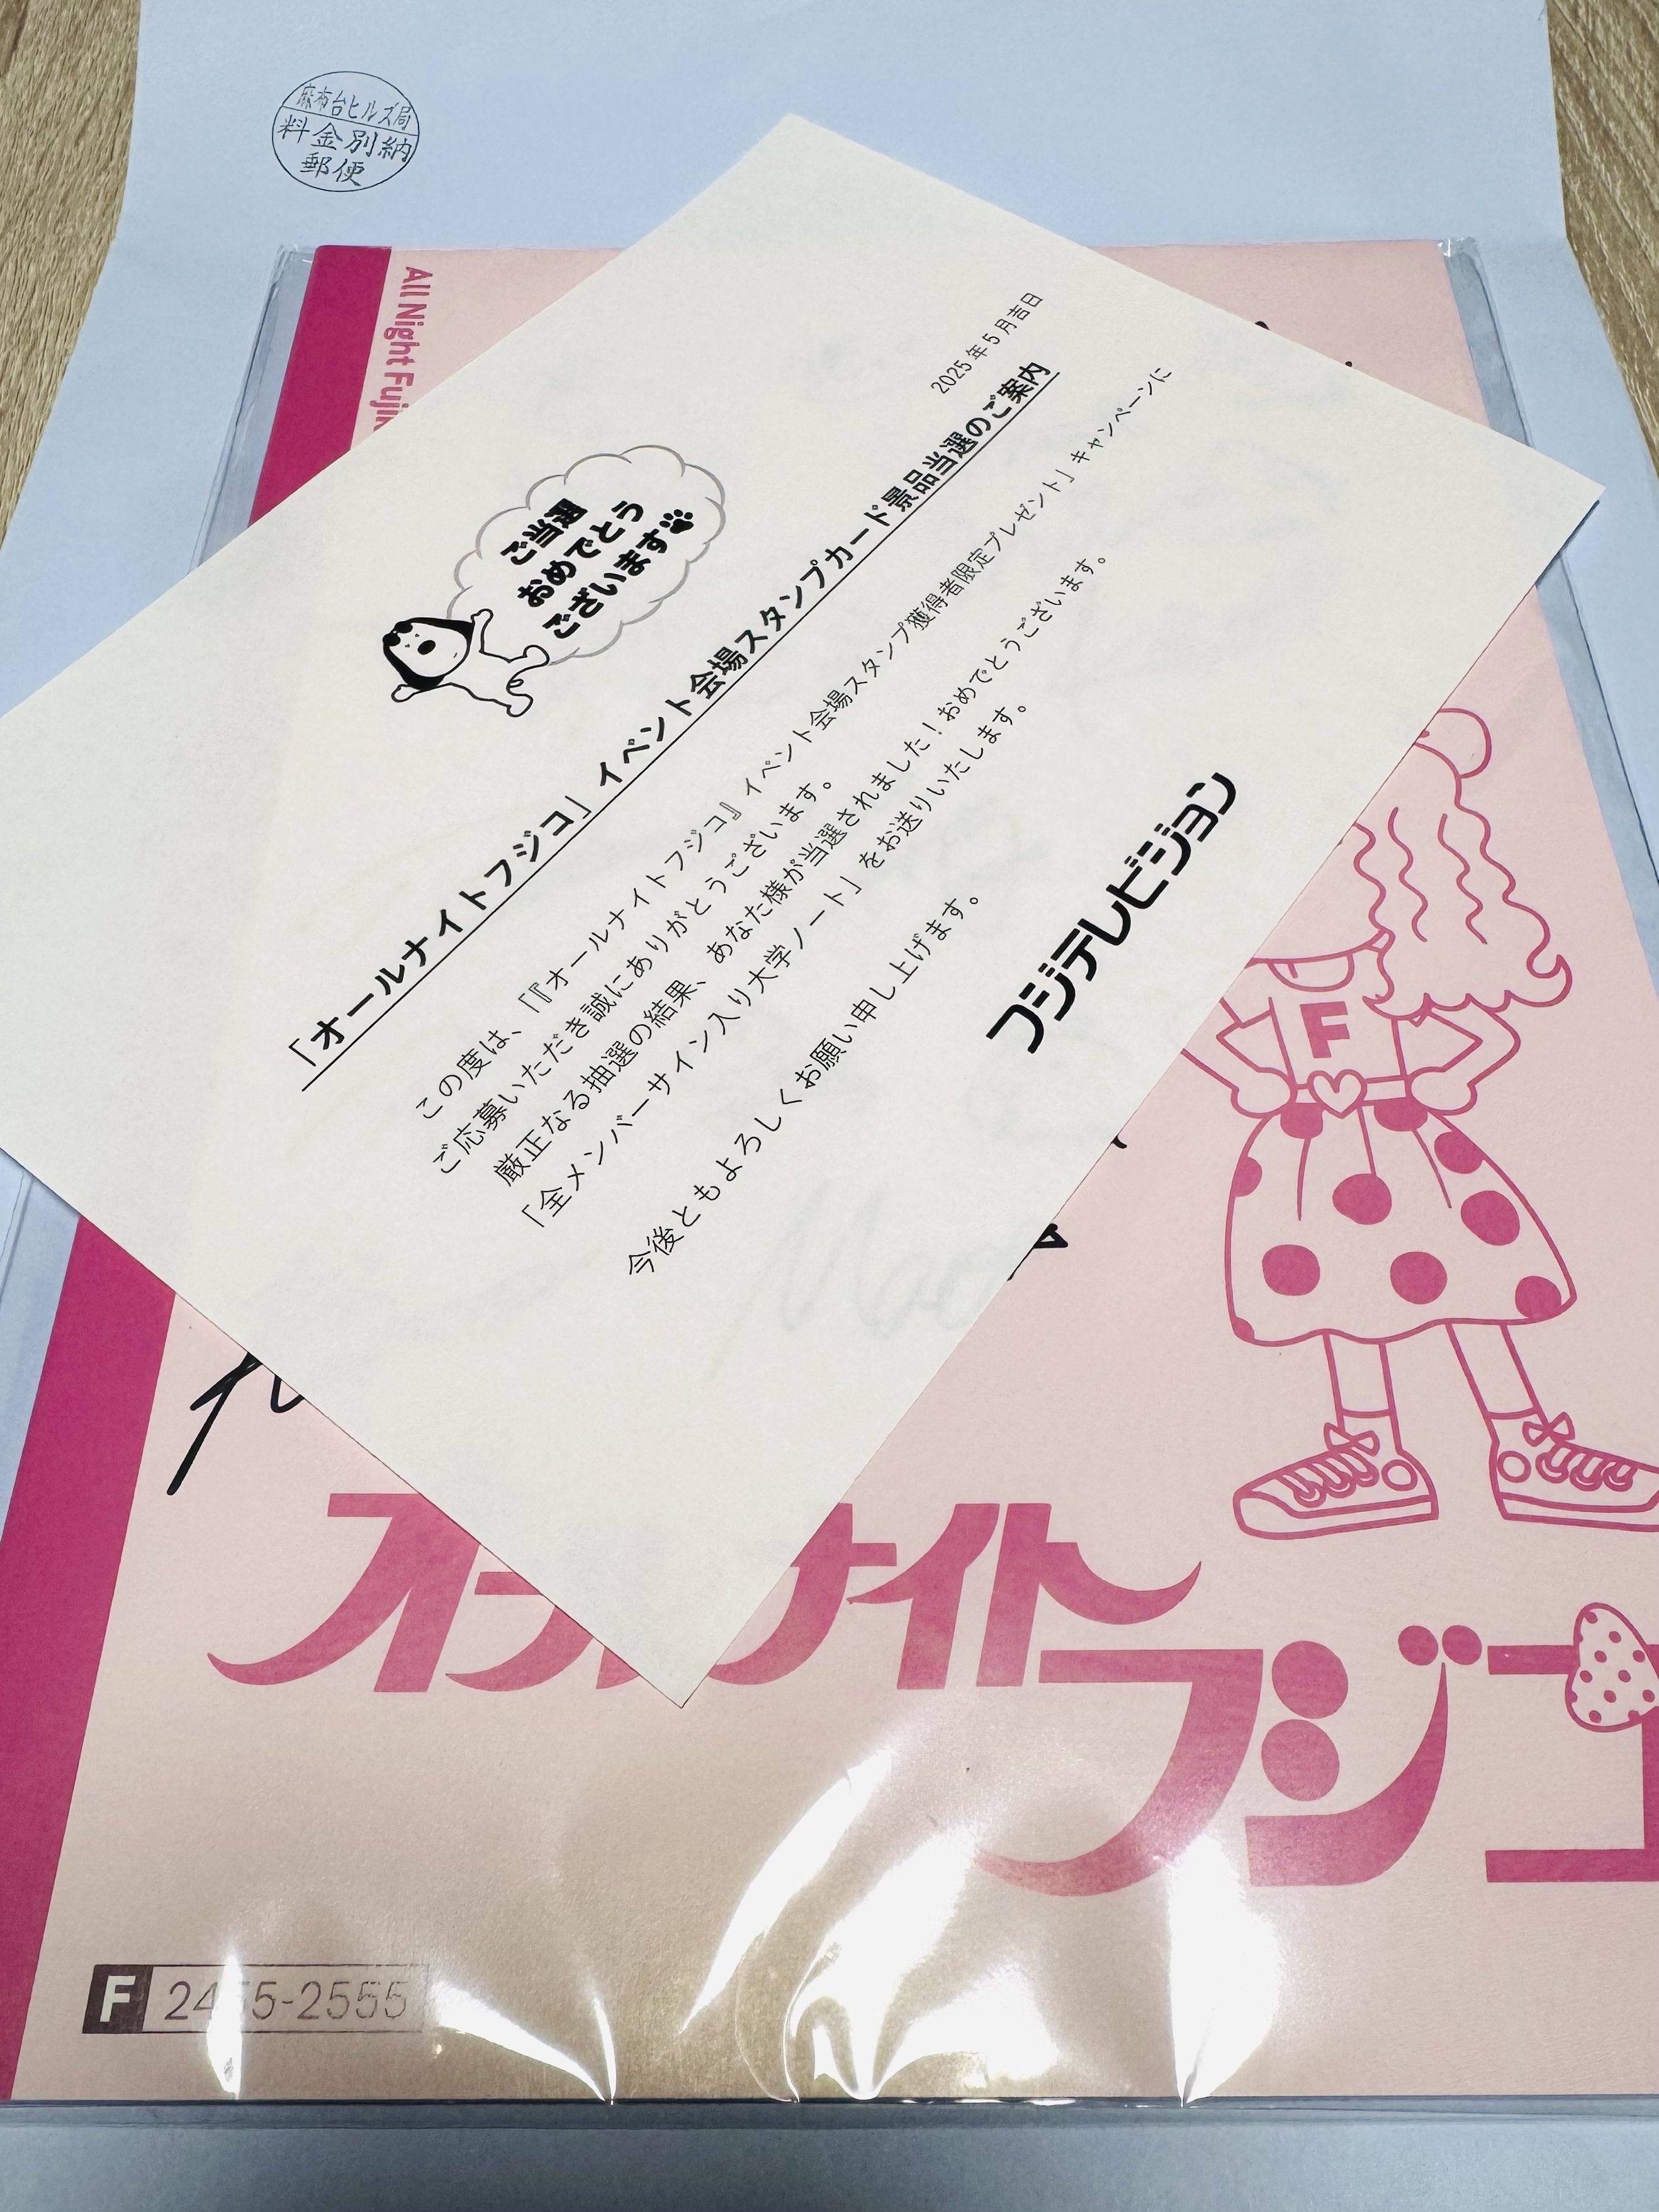 麻布台ヒルズ局
料金別納
郵便
All Night Fuji
2025年5月吉日
ご当選
おめでとう
ございます
「オールナイトフジコ」イベント会場スタンプカード景品当選のご案内
この度は、「『オールナイトフジコ』イベント会場スタンプ獲得者限定プレゼント」キャンペーンに
ご応募いただき誠にありがとうございます。
厳正なる抽選の結果、あなた様が当選されました！おめでとうございます。
「全メンバーサイン入り大学ノート」をお送りいたします。
今後ともよろしくお願い申し上げます。
フジテレビジョン
F
オールナイト
フジコ
F 2455-2555